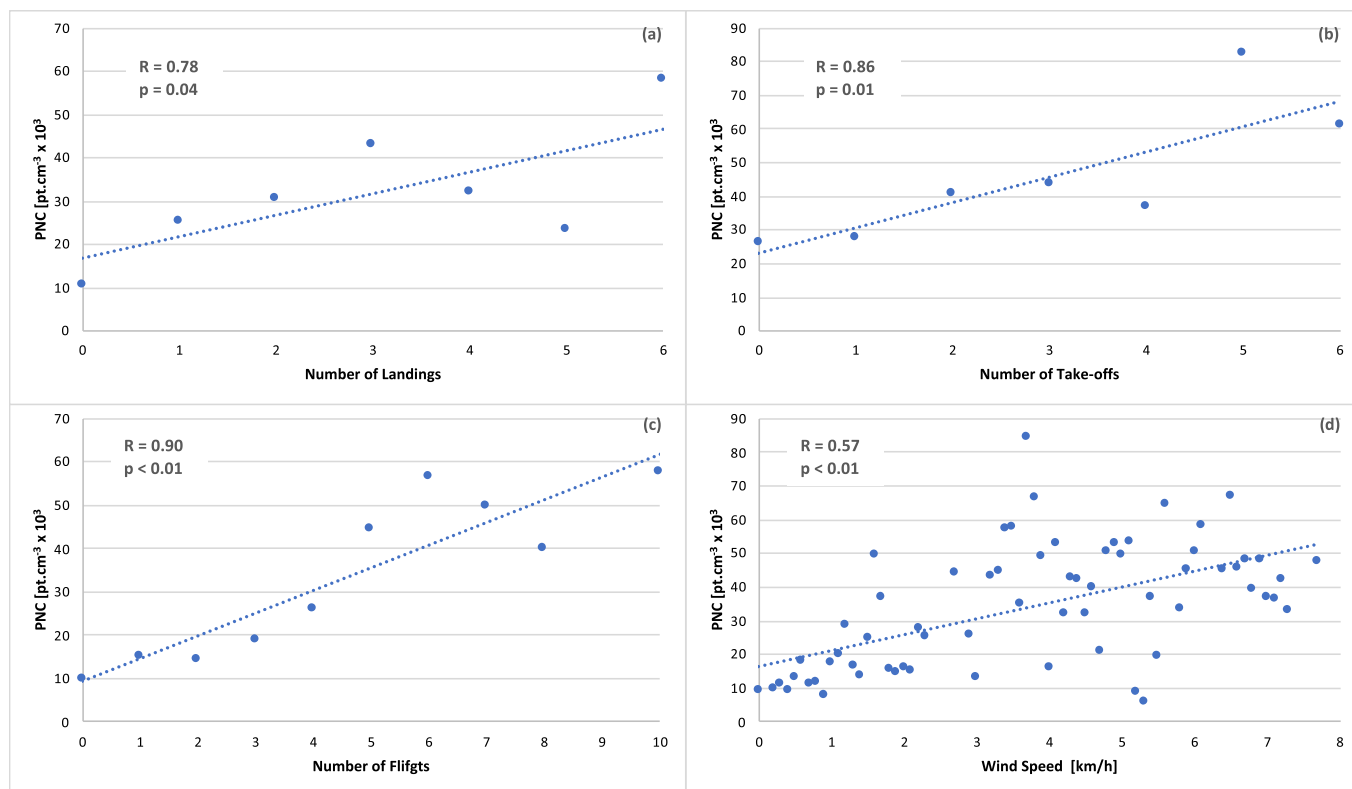 (a)
R = 0.78
p = 0.04
PNC [pt.cm⁻³ x 10³
70
60
50
40
30
20
10
0
0 1 2 3 4 5 6
Number of Landings
(b)
R = 0.86
p = 0.01
PNC [pt.cm⁻³ x 10³
90
80
70
60
50
40
30
20
10
0
0 1 2 3 4 5 6
Number of Take-offs
(c)
R = 0.90
p < 0.01
PNC [pt.cm⁻³ x 10³
70
60
50
40
30
20
10
0
0 1 2 3 4 5 6 7 8 9 10
Number of Flifgts
(d)
R = 0.57
p < 0.01
PNC [pt.cm⁻³ x 10³
90
80
70
60
50
40
30
20
10
0
0 1 2 3 4 5 6 7 8
Wind Speed [km/h]